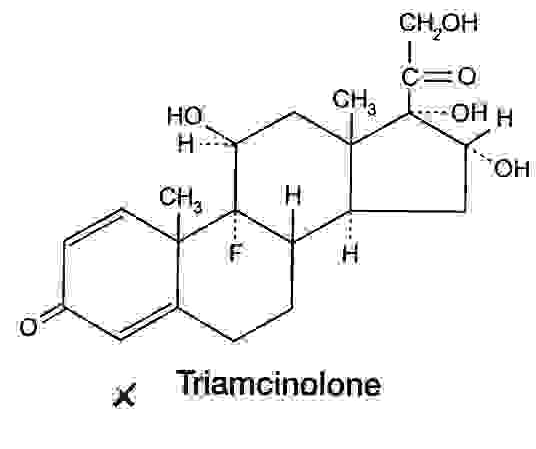 CH₂OH
C=O
CH₃ OH H
HO
H OH
CH₃ H
F H
O
x Triamcinolone